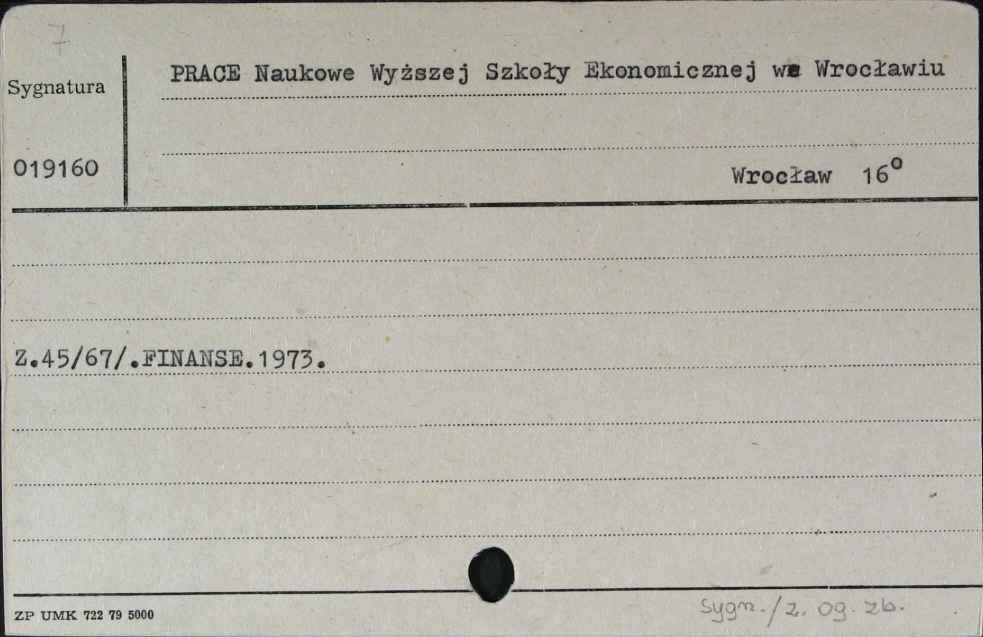 7
PRACE Naukowe Wyższej Szkoły Ekonomicznej we Wrocławiu
Sygnatura
019160
Wrocław 16°
Z.45/67/.FINANSE.1973.
ZP UMK 722 79 5000
sygn./z. og. zb.